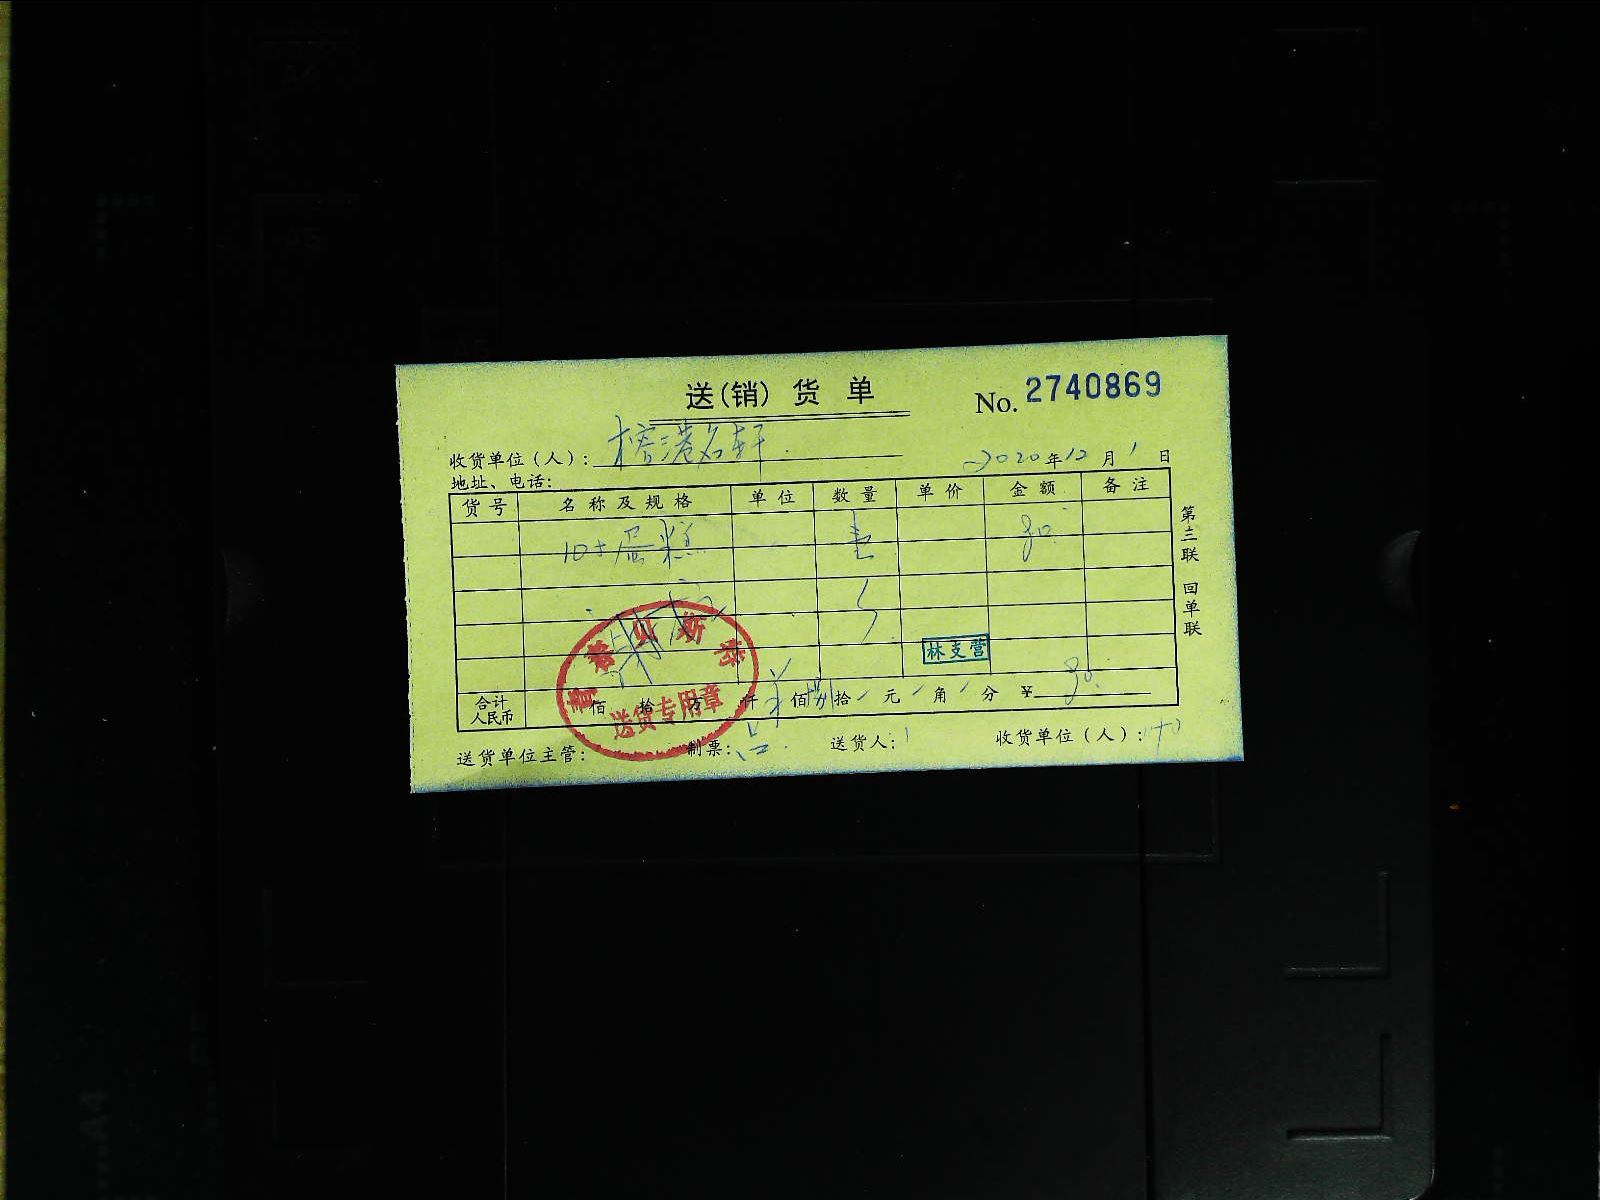 送(销) 货 单
No. 2740869
收货单位(人): 榕港名轩
2020年12月1日
地址、电话:
货号 名称及规格 单位 数量 单价 金额 备注
10寸蛋糕 壹 80
林支营
送货专用章
合计人民币 佰 拾 万 仟 佰 捌拾 元 角 分 ¥ 80
送货单位主管: 制票: 送货人: 收货单位(人):
第三联 回单联
A4